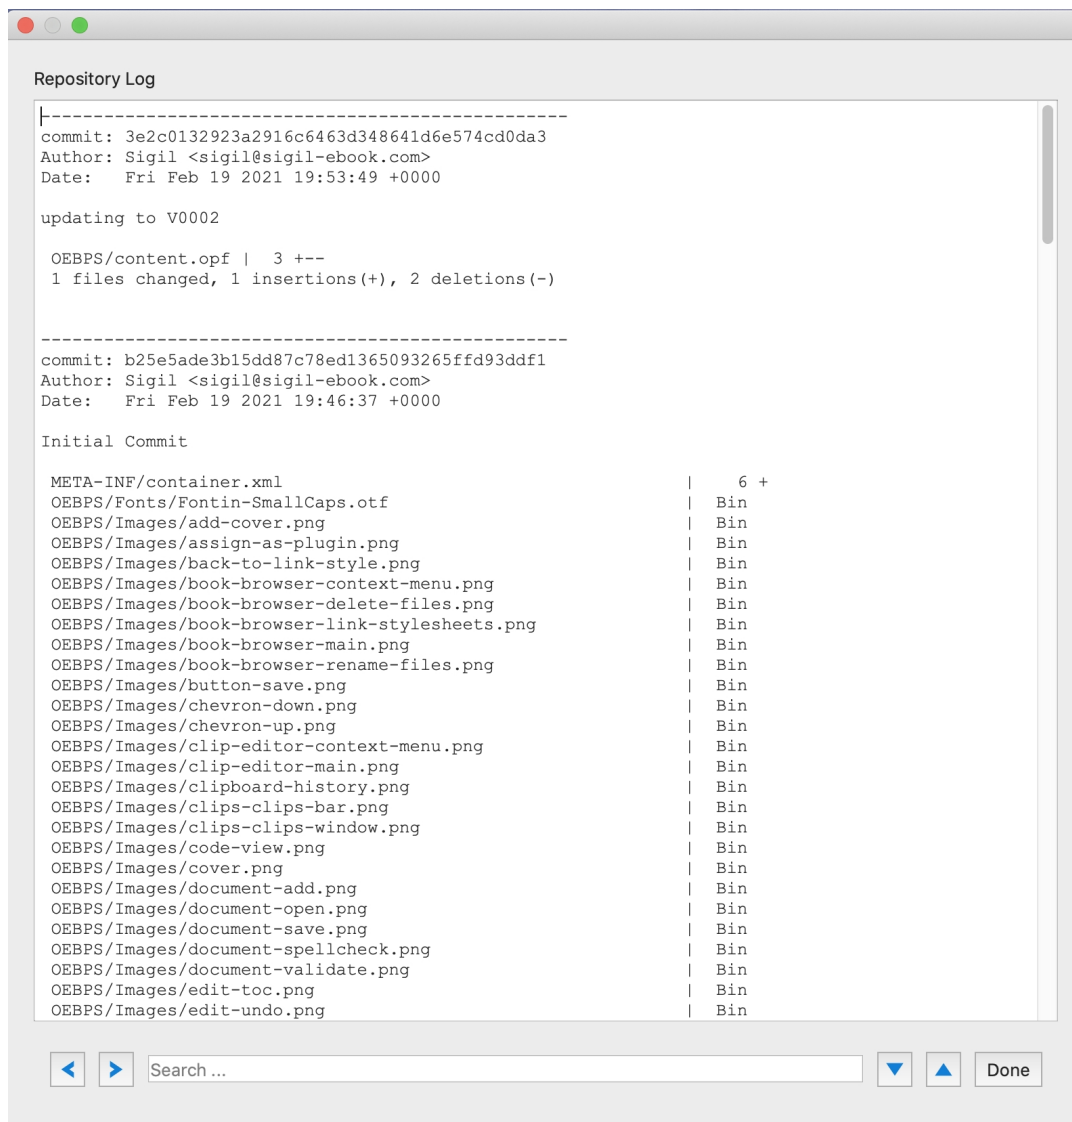 Repository Log
--------------------------------------------------
commit: 3e2c0132923a2916c6463d348641d6e574cd0da3
Author: Sigil <sigil@sigil-ebook.com>
Date:   Fri Feb 19 2021 19:53:49 +0000
updating to V0002
OEBPS/content.opf |  3 +--
1 files changed, 1 insertions(+), 2 deletions(-)
--------------------------------------------------
commit: b25e5ade3b15dd87c78ed1365093265ffd93ddf1
Author: Sigil <sigil@sigil-ebook.com>
Date:   Fri Feb 19 2021 19:46:37 +0000
Initial Commit
META-INF/container.xml | 6 +
OEBPS/Fonts/Fontin-SmallCaps.otf | Bin
OEBPS/Images/add-cover.png | Bin
OEBPS/Images/assign-as-plugin.png | Bin
OEBPS/Images/back-to-link-style.png | Bin
OEBPS/Images/book-browser-context-menu.png | Bin
OEBPS/Images/book-browser-delete-files.png | Bin
OEBPS/Images/book-browser-link-stylesheets.png | Bin
OEBPS/Images/book-browser-main.png | Bin
OEBPS/Images/book-browser-rename-files.png | Bin
OEBPS/Images/button-save.png | Bin
OEBPS/Images/chevron-down.png | Bin
OEBPS/Images/chevron-up.png | Bin
OEBPS/Images/clip-editor-context-menu.png | Bin
OEBPS/Images/clip-editor-main.png | Bin
OEBPS/Images/clipboard-history.png | Bin
OEBPS/Images/clips-clips-bar.png | Bin
OEBPS/Images/clips-clips-window.png | Bin
OEBPS/Images/code-view.png | Bin
OEBPS/Images/cover.png | Bin
OEBPS/Images/document-add.png | Bin
OEBPS/Images/document-open.png | Bin
OEBPS/Images/document-save.png | Bin
OEBPS/Images/document-spellcheck.png | Bin
OEBPS/Images/document-validate.png | Bin
OEBPS/Images/edit-toc.png | Bin
OEBPS/Images/edit-undo.png | Bin
Search ... Done